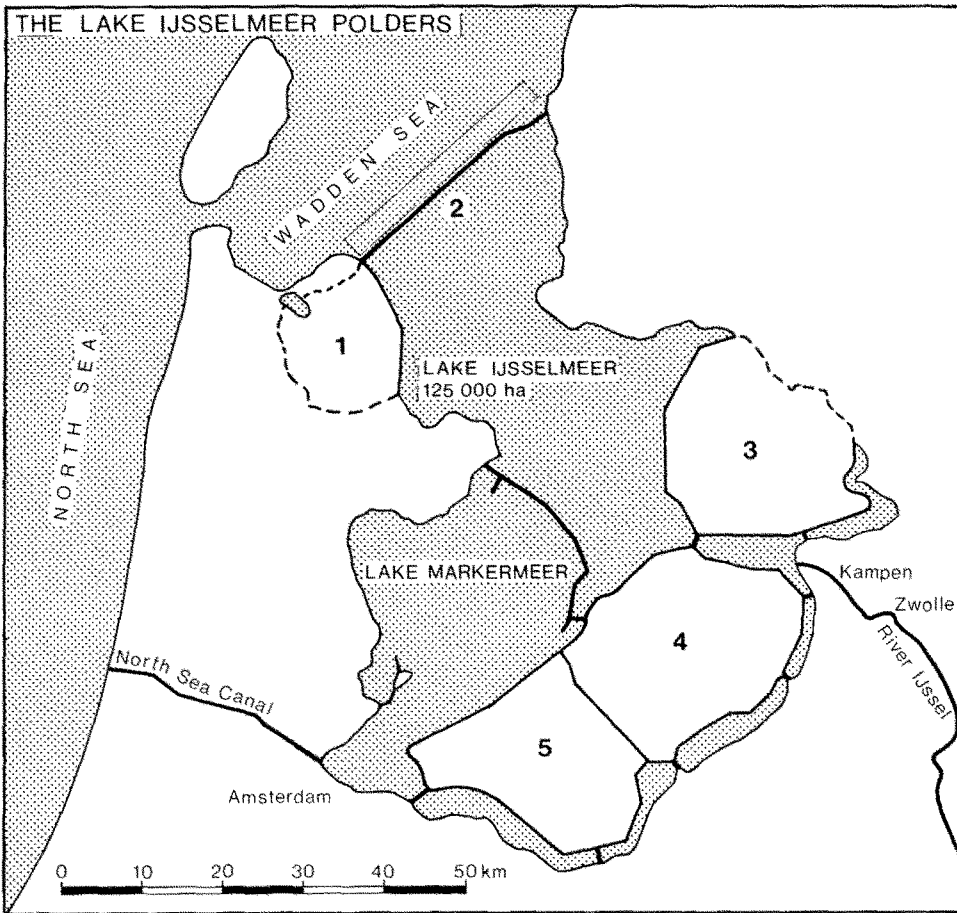 THE LAKE IJSSELMEER POLDERS
WADDEN SEA
2
NORTH SEA
1
LAKE IJSSELMEER
125 000 ha
3
LAKE MARKERMEER
Kampen
Zwolle
River IJssel
4
North Sea Canal
5
Amsterdam
0 10 20 30 40 50 km